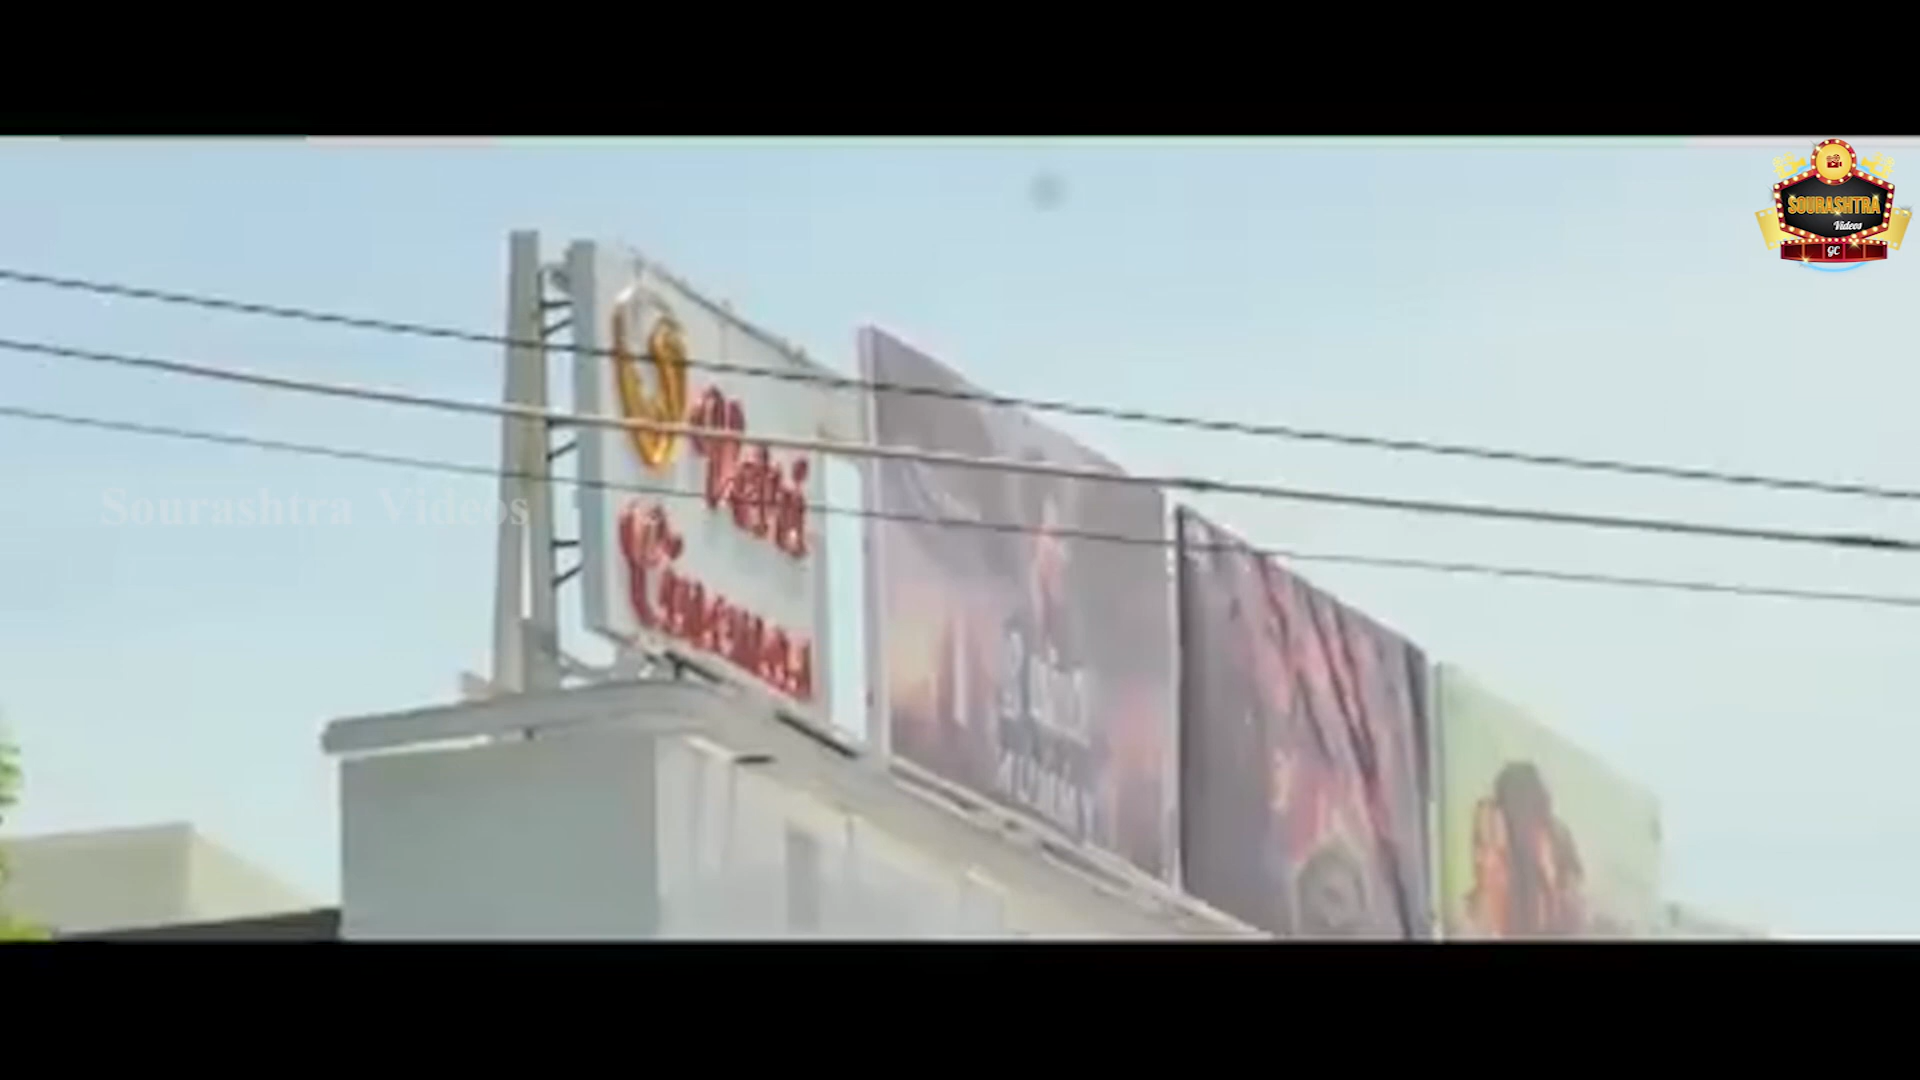 SOURASHTRA
Videos
GC
Vetri
Cinemas
Sourashtra Videos